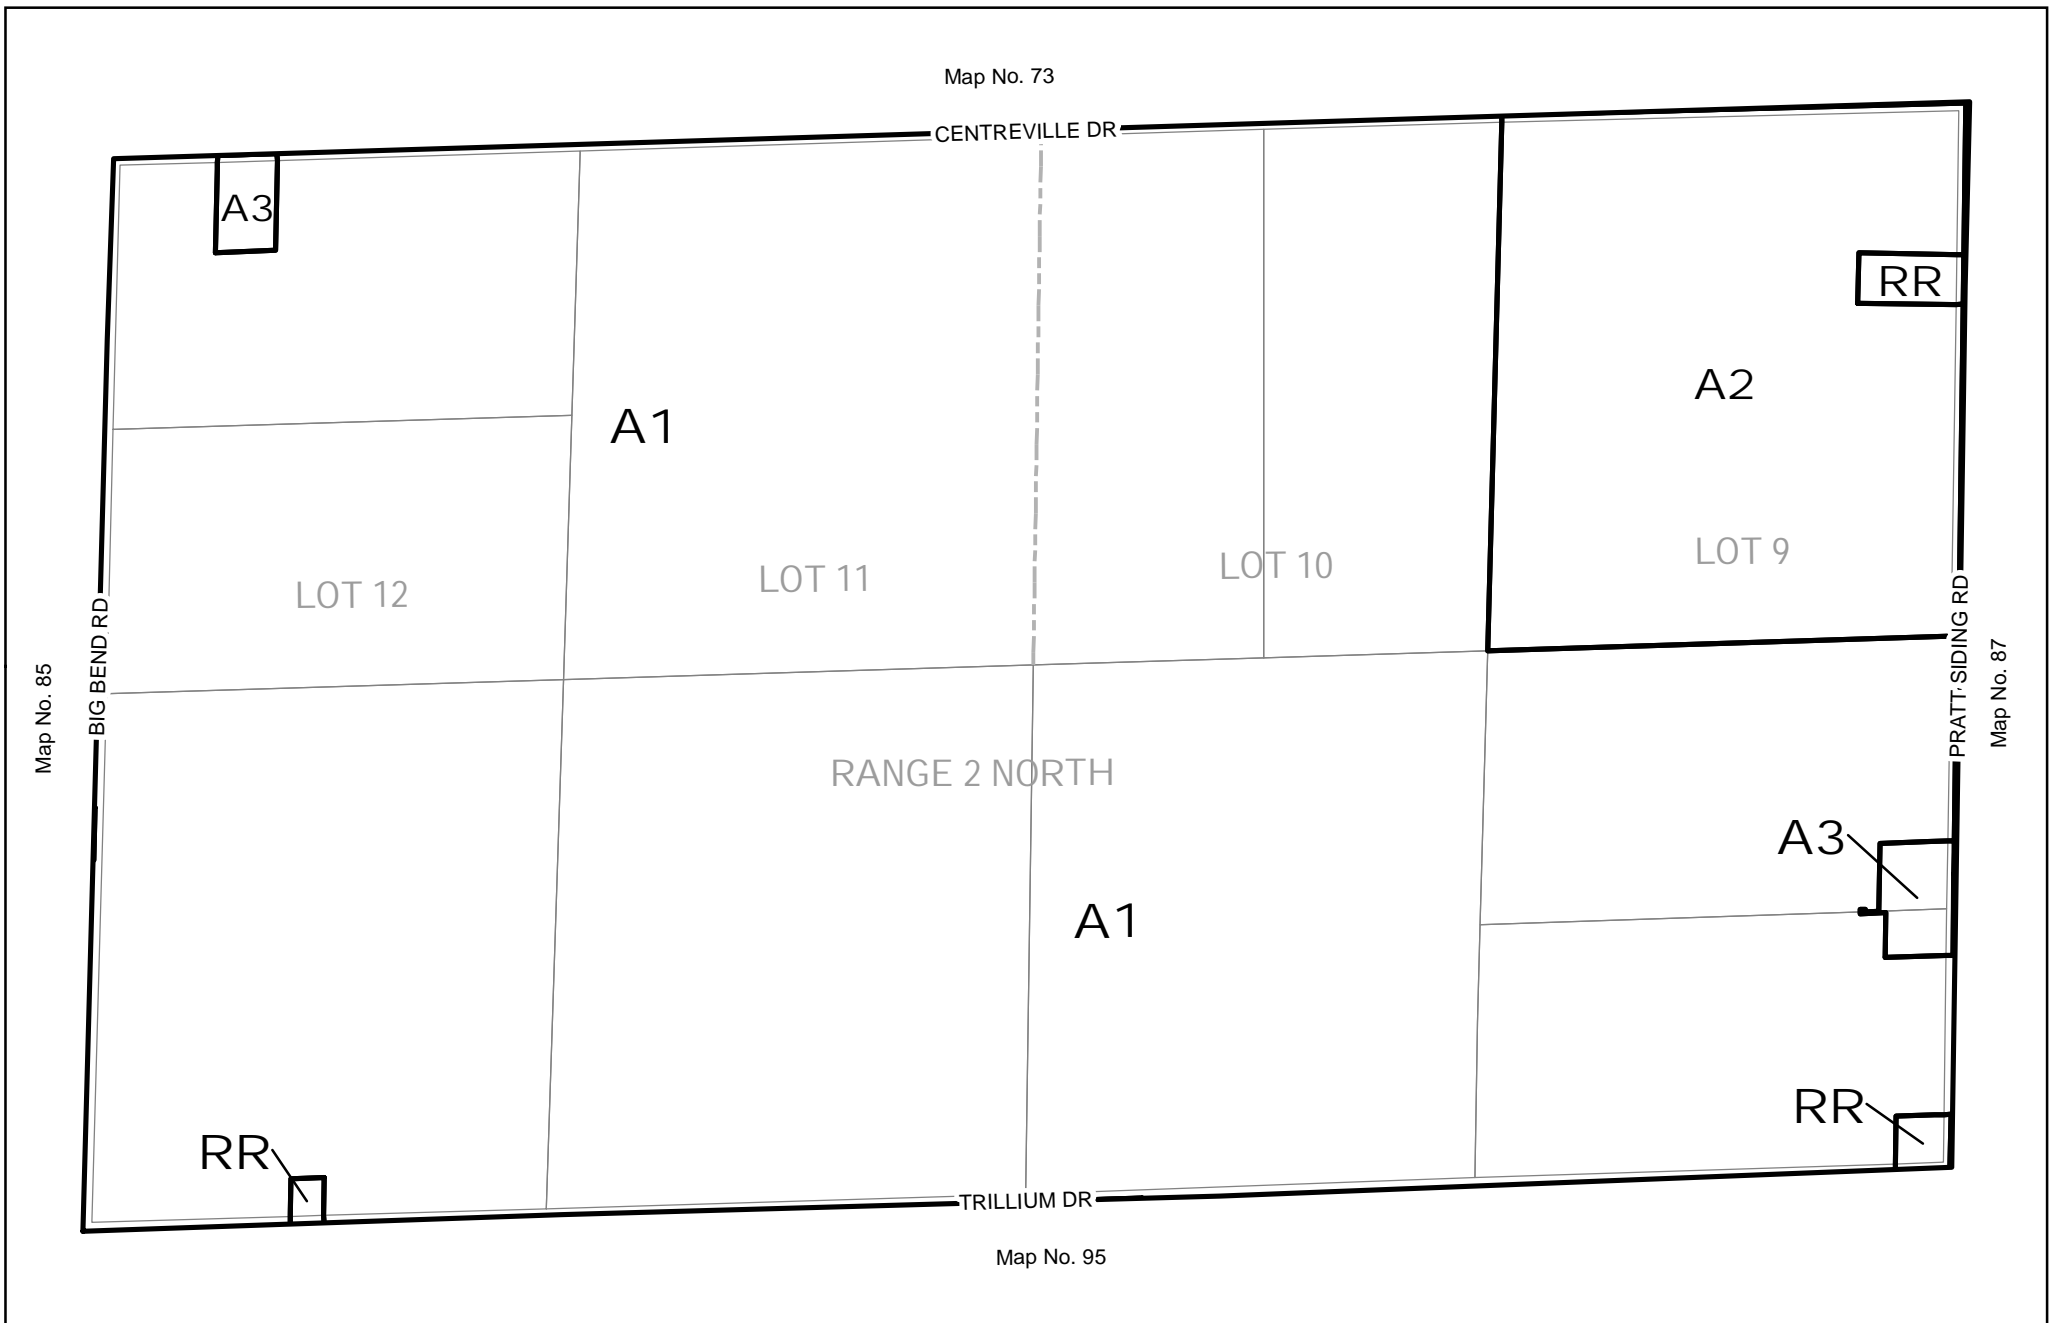 Map No. 73
CENTREVILLE DR
A3
RR
A2
A1
LOT 9
LOT 10
LOT 11
LOT 12
BIG BEND RD
Map No. 85
PRATT SIDING RD
Map No. 87
RANGE 2 NORTH
A3
A1
RR
RR
TRILLIUM DR
Map No. 95